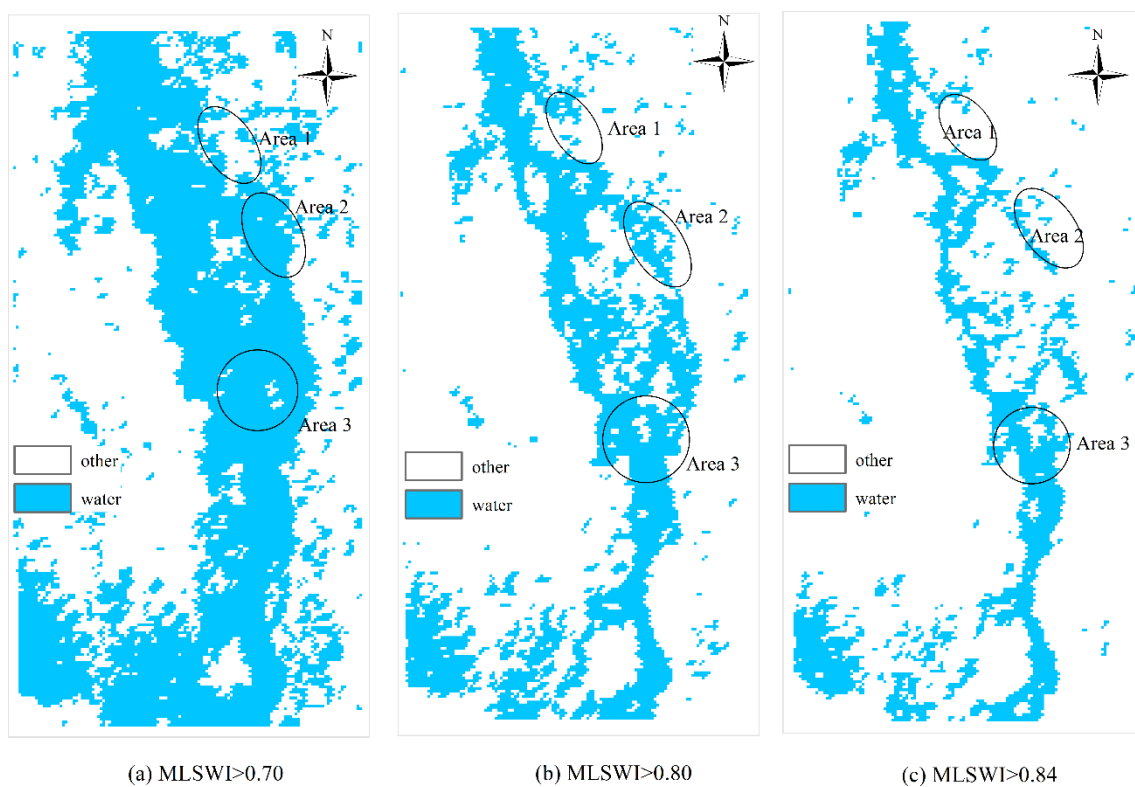 N
Area 1
Area 2
Area 3
other
water
(a) MLSWI>0.70
N
Area 1
Area 2
Area 3
other
water
(b) MLSWI>0.80
N
Area 1
Area 2
Area 3
other
water
(c) MLSWI>0.84